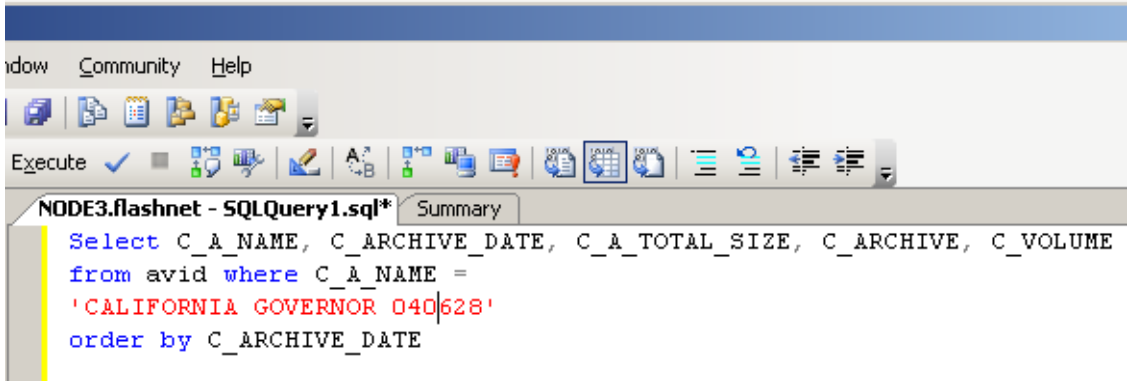 Community Help
Execute
NODE3.flashnet - SQLQuery1.sql* Summary
Select C_A_NAME, C_ARCHIVE_DATE, C_A_TOTAL_SIZE, C_ARCHIVE, C_VOLUME
from avid where C_A_NAME =
'CALIFORNIA GOVERNOR 040628'
order by C_ARCHIVE_DATE